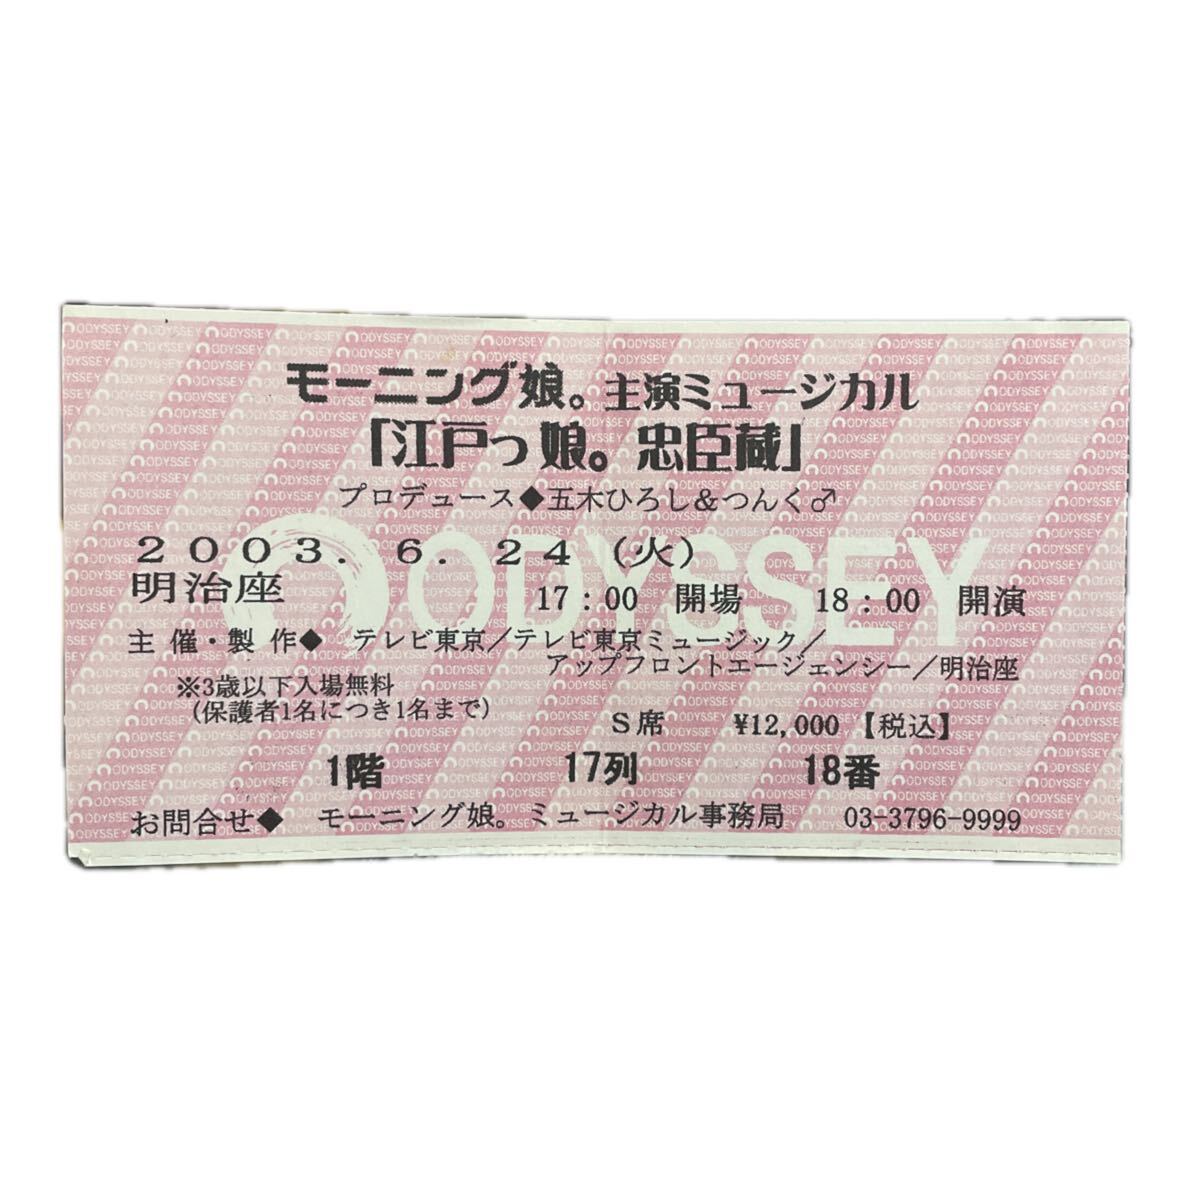 モーニング娘。主演ミュージカル
「江戸っ娘。忠臣蔵」
プロデュース◆五木ひろし＆つんく♂
2003. 6. 24 (火)
明治座 17：00 開場 18：00 開演
主催・製作◆ テレビ東京／テレビ東京ミュージック／
アップフロントエージェンシー／明治座
※3歳以下入場無料
(保護者1名につき1名まで)
S席 ¥12,000【税込】
1階 17列 18番
お問合せ◆ モーニング娘。ミュージカル事務局 03-3796-9999
ODYSSEY